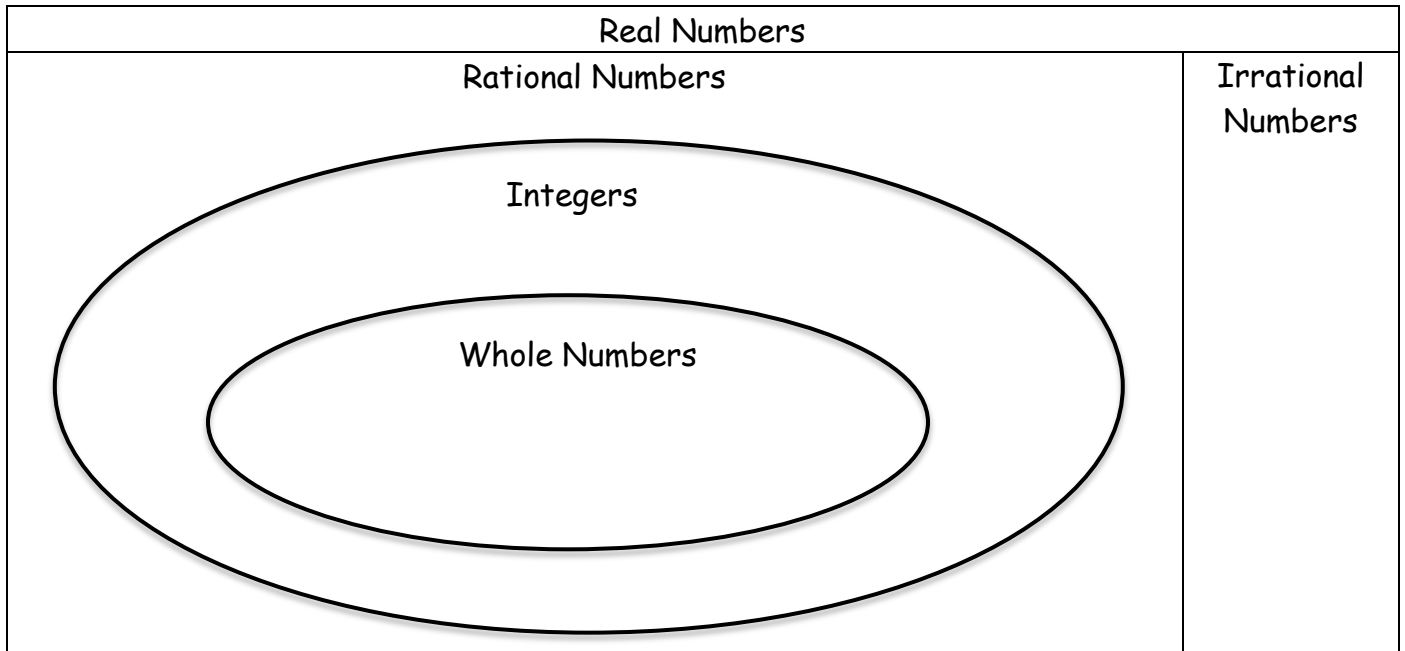 Real Numbers
Rational Numbers
Irrational
Numbers
Integers
Whole Numbers